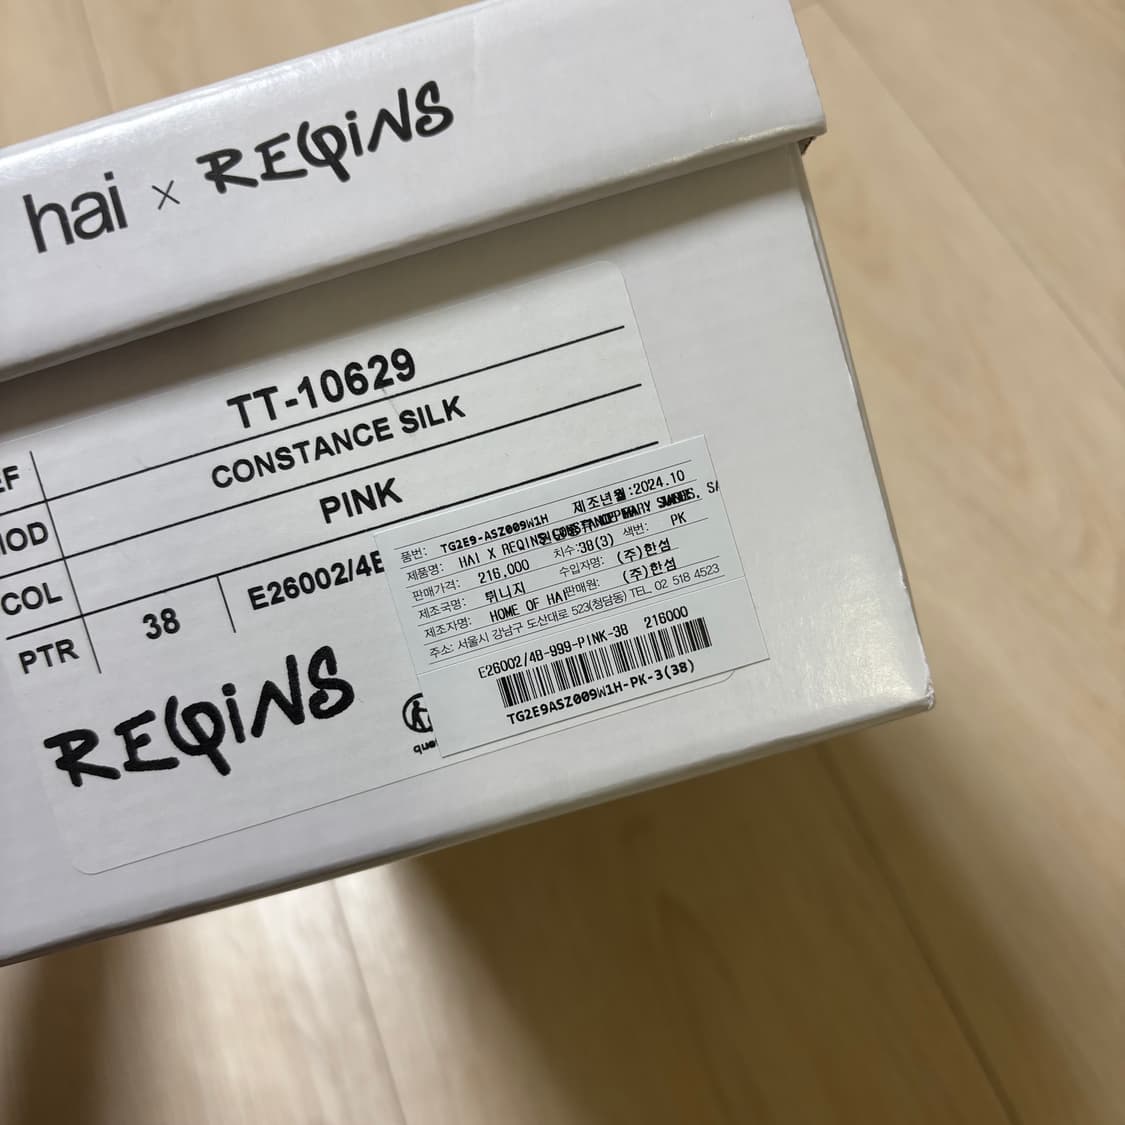 hai x REQINS
TT-10629
CONSTANCE SILK
MOD
PINK
COL
38
E26002/4B
PTR
REQINS
품번: TG2E9-ASZ009W1H 제조년월:2024.10
제품명: HAI X REQINS
판매가격: 216,000 치수:38(3) 색번: PK
제조국명: 튀니지 수입자명: (주)한섬
제조자명: HOME OF HAI 판매원: (주)한섬
주소: 서울시 강남구 도산대로 523(청담동) TEL. 02 518 4523
E26002/4B-999-PINK-38 216000
TG2E9ASZ009W1H-PK-3(38)